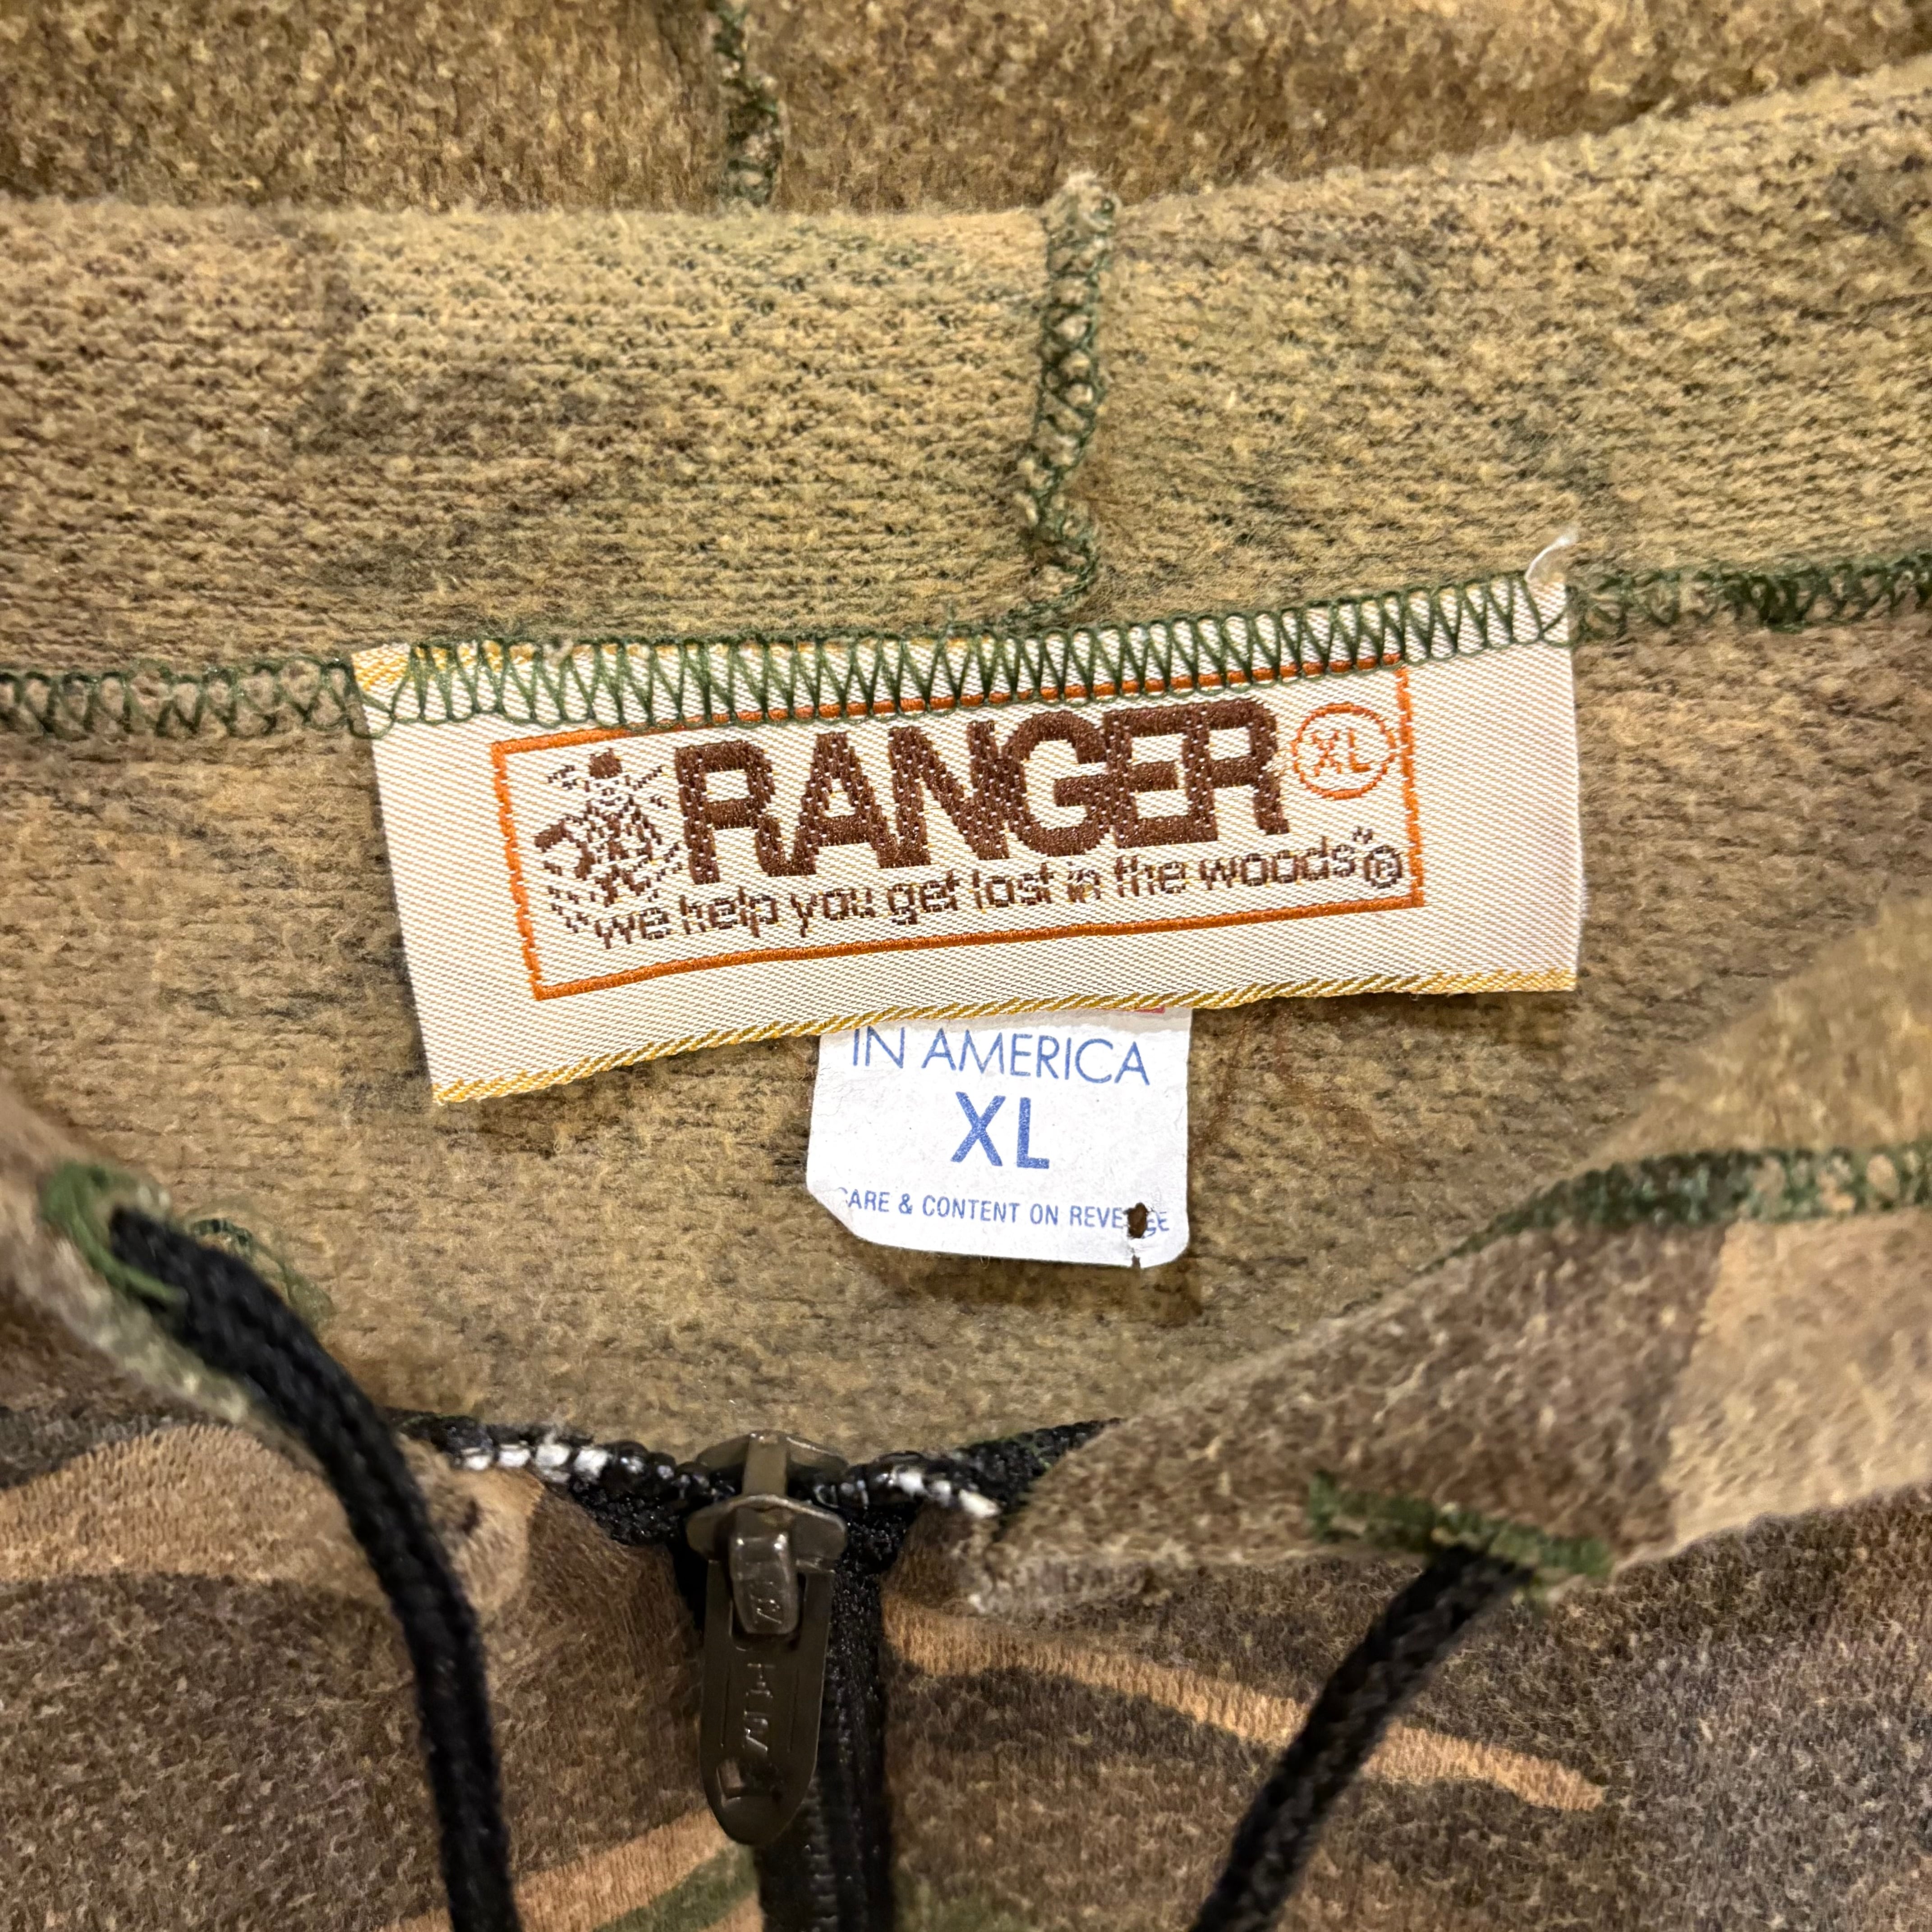 RANGER XL
"we help you get lost in the woods"®
IN AMERICA
XL
CARE & CONTENT ON REVERSE